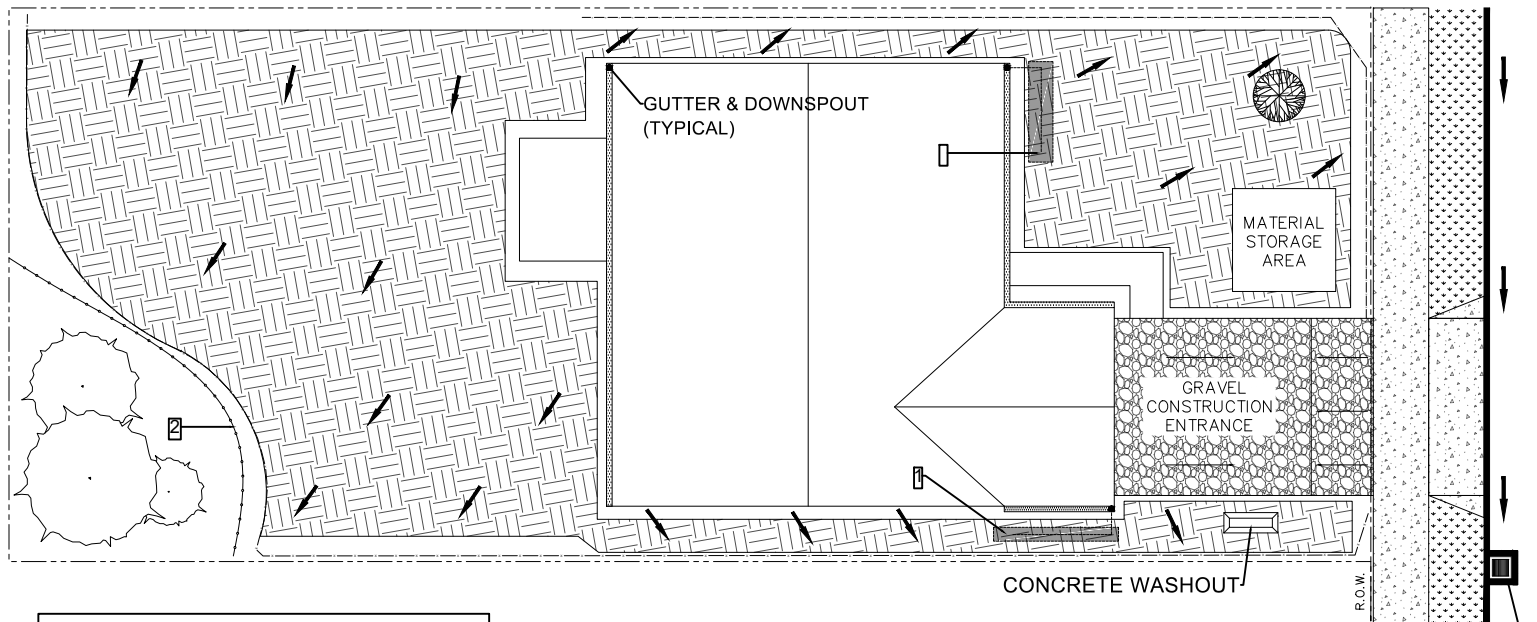 GUTTER & DOWNSPOUT
(TYPICAL)
MATERIAL
STORAGE
AREA
GRAVEL
CONSTRUCTION
ENTRANCE
2
1
CONCRETE WASHOUT
R.O.W.